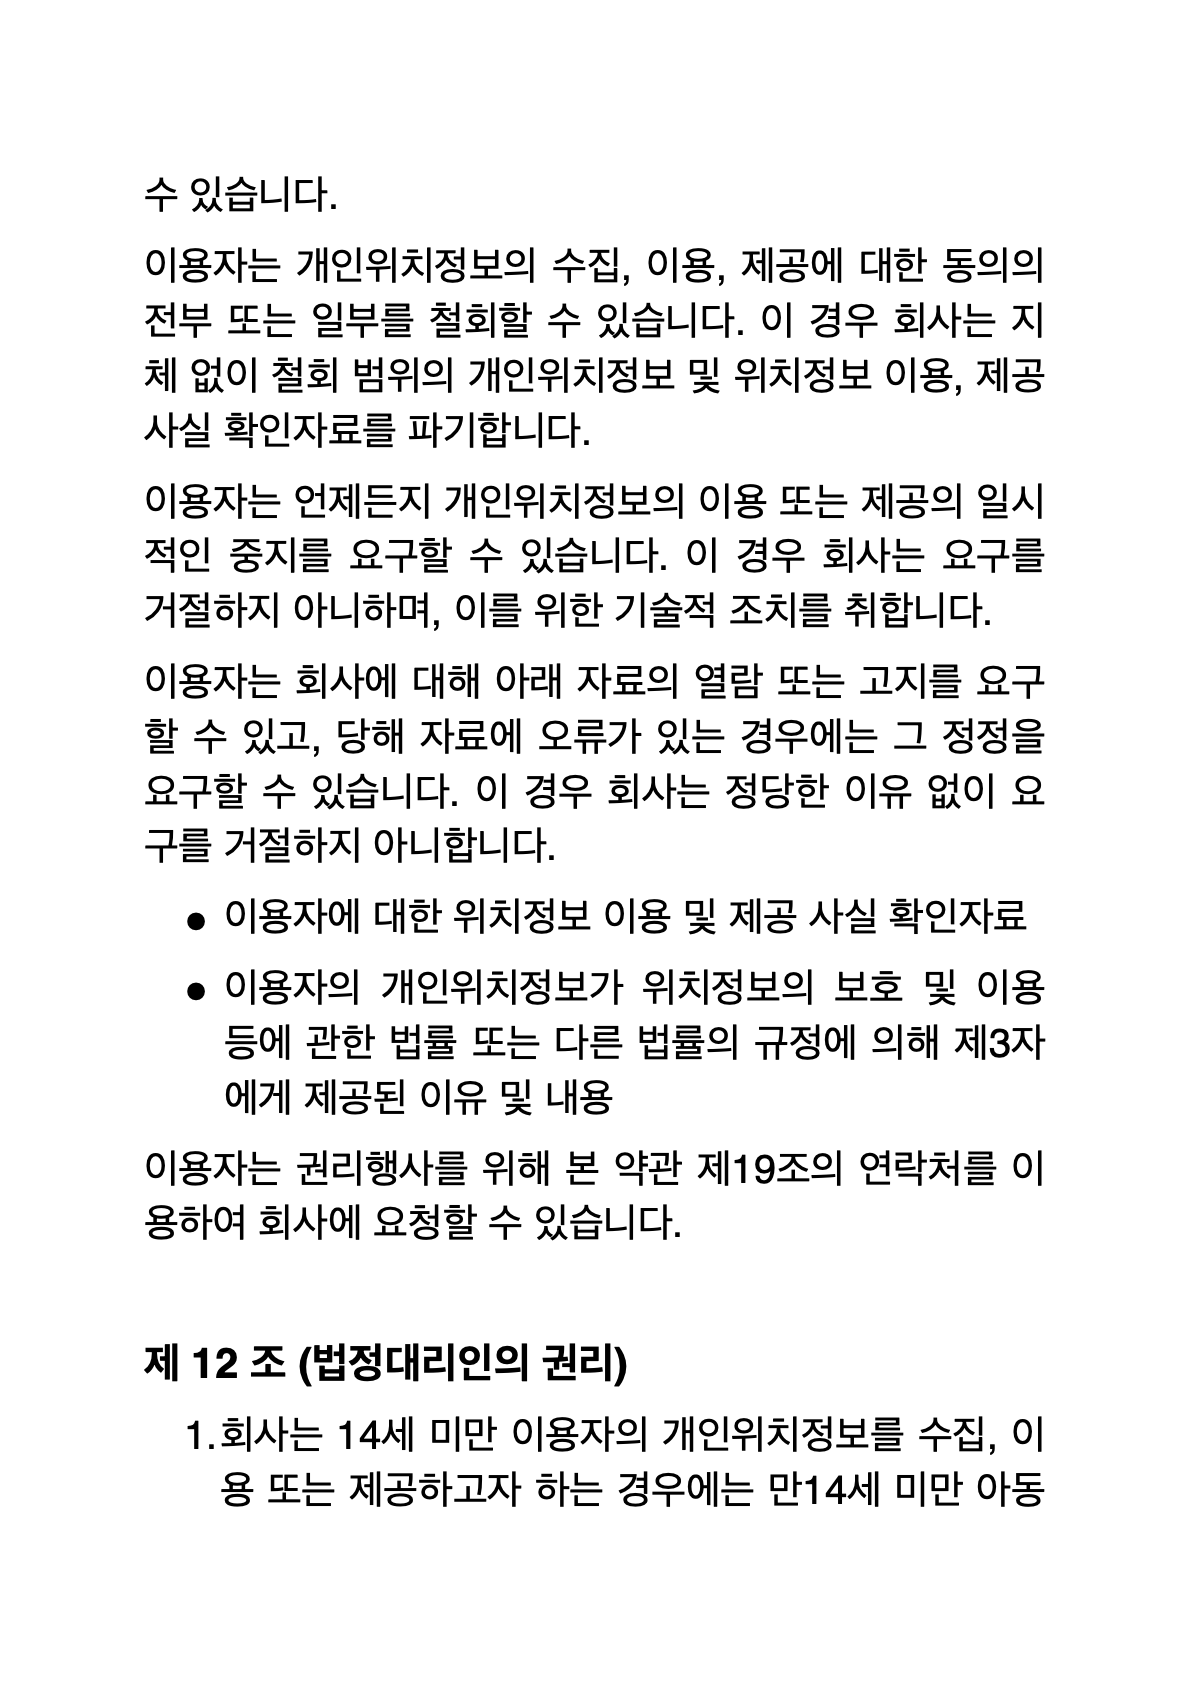 수 있습니다.
이용자는 개인위치정보의 수집, 이용, 제공에 대한 동의의
전부 또는 일부를 철회할 수 있습니다. 이 경우 회사는 지
체 없이 철회 범위의 개인위치정보 및 위치정보 이용, 제공
사실 확인자료를 파기합니다.
이용자는 언제든지 개인위치정보의 이용 또는 제공의 일시
적인 중지를 요구할 수 있습니다. 이 경우 회사는 요구를
거절하지 아니하며, 이를 위한 기술적 조치를 취합니다.
이용자는 회사에 대해 아래 자료의 열람 또는 고지를 요구
할 수 있고, 당해 자료에 오류가 있는 경우에는 그 정정을
요구할 수 있습니다. 이 경우 회사는 정당한 이유 없이 요
구를 거절하지 아니합니다.
● 이용자에 대한 위치정보 이용 및 제공 사실 확인자료
● 이용자의 개인위치정보가 위치정보의 보호 및 이용
등에 관한 법률 또는 다른 법률의 규정에 의해 제3자
에게 제공된 이유 및 내용
이용자는 권리행사를 위해 본 약관 제19조의 연락처를 이
용하여 회사에 요청할 수 있습니다.
제 12 조 (법정대리인의 권리)
1. 회사는 14세 미만 이용자의 개인위치정보를 수집, 이
용 또는 제공하고자 하는 경우에는 만14세 미만 아동